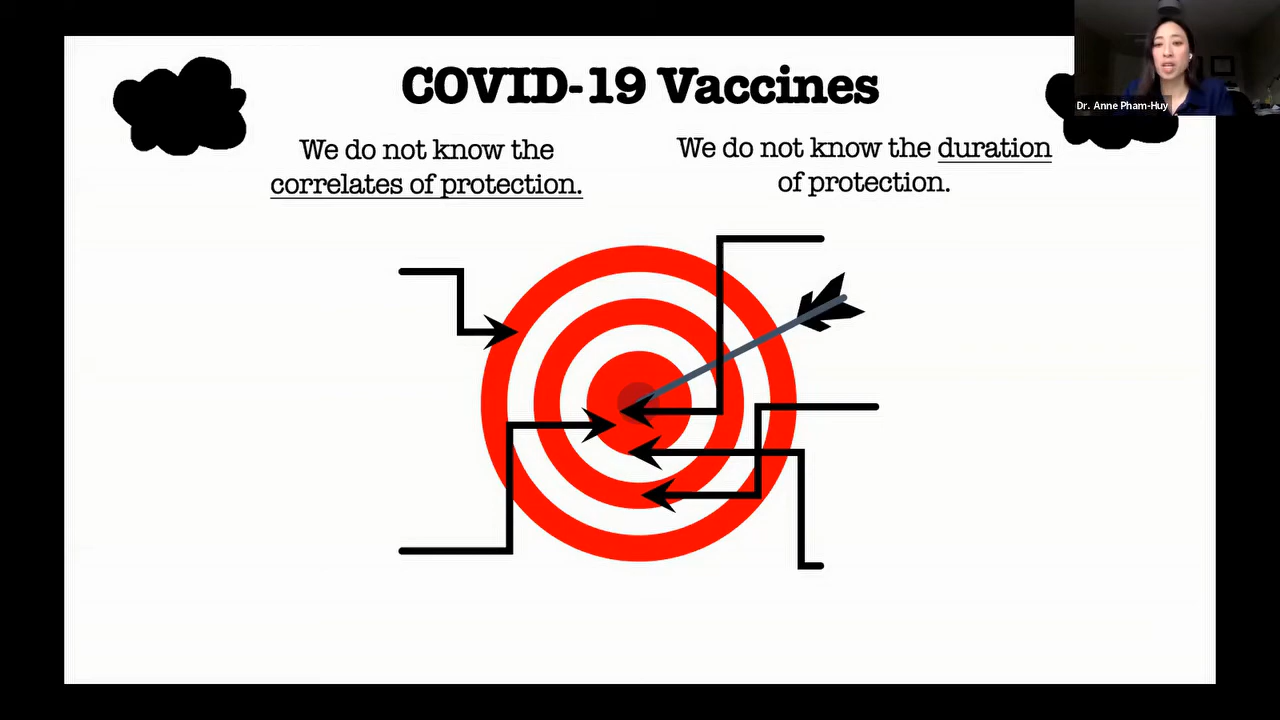 COVID-19 Vaccines
We do not know the
correlates of protection.
We do not know the duration
of protection.
Dr. Anne Pham-Huy